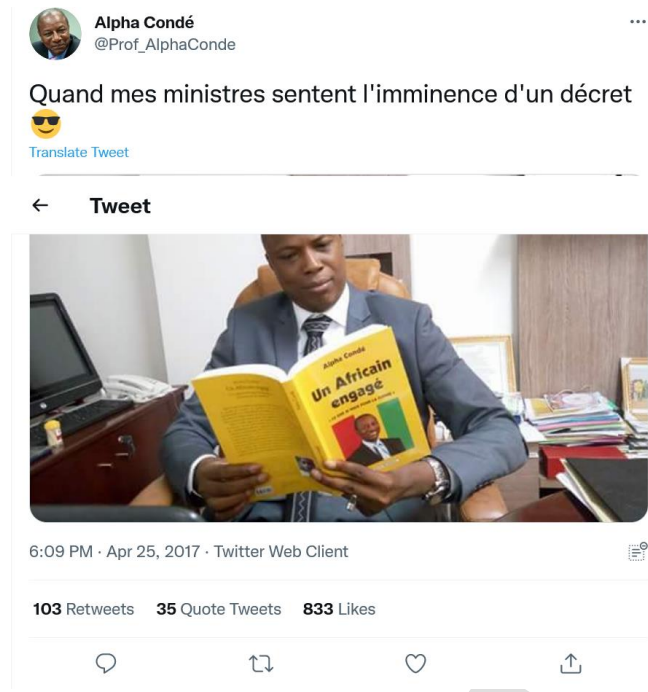 Alpha Condé
@Prof_AlphaConde
Quand mes ministres sentent l'imminence d'un décret
😎
Translate Tweet
Tweet
Alpha Condé
Un Africain
engagé
6:09 PM · Apr 25, 2017 · Twitter Web Client
103 Retweets 35 Quote Tweets 833 Likes